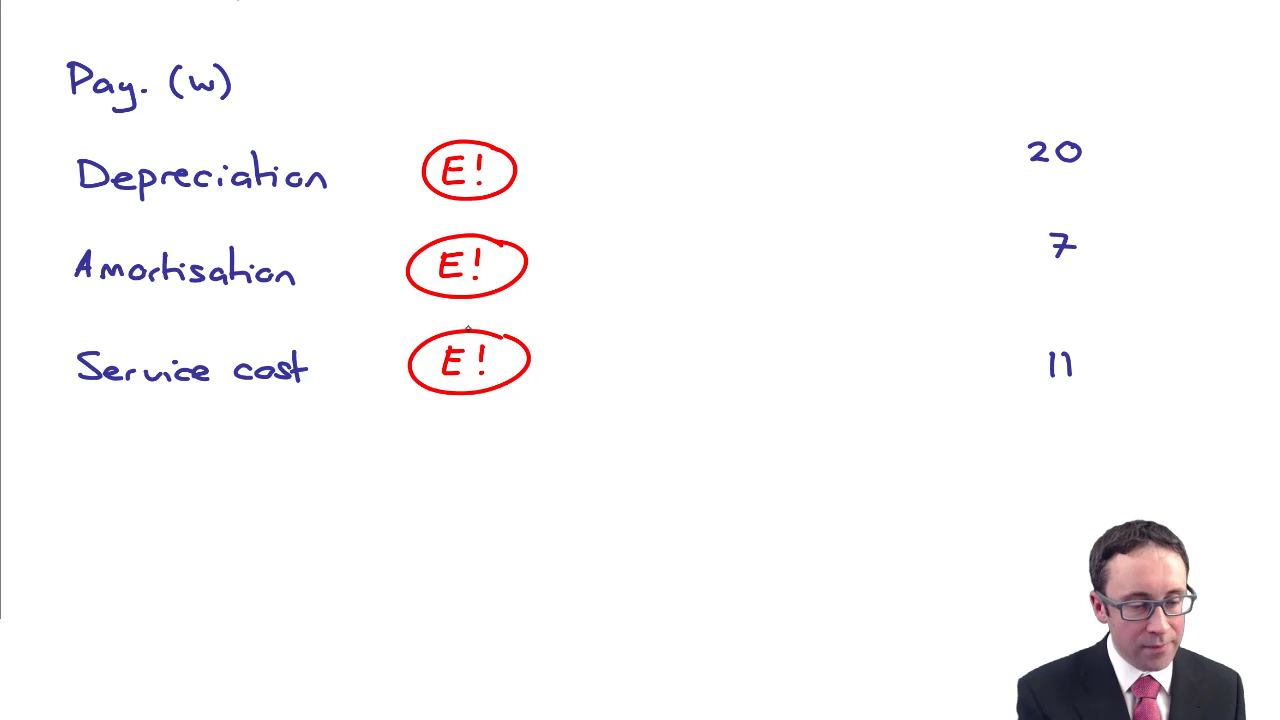 Pay. (w)
Depreciation E! 20
Amortisation E! 7
Service cost E! 11